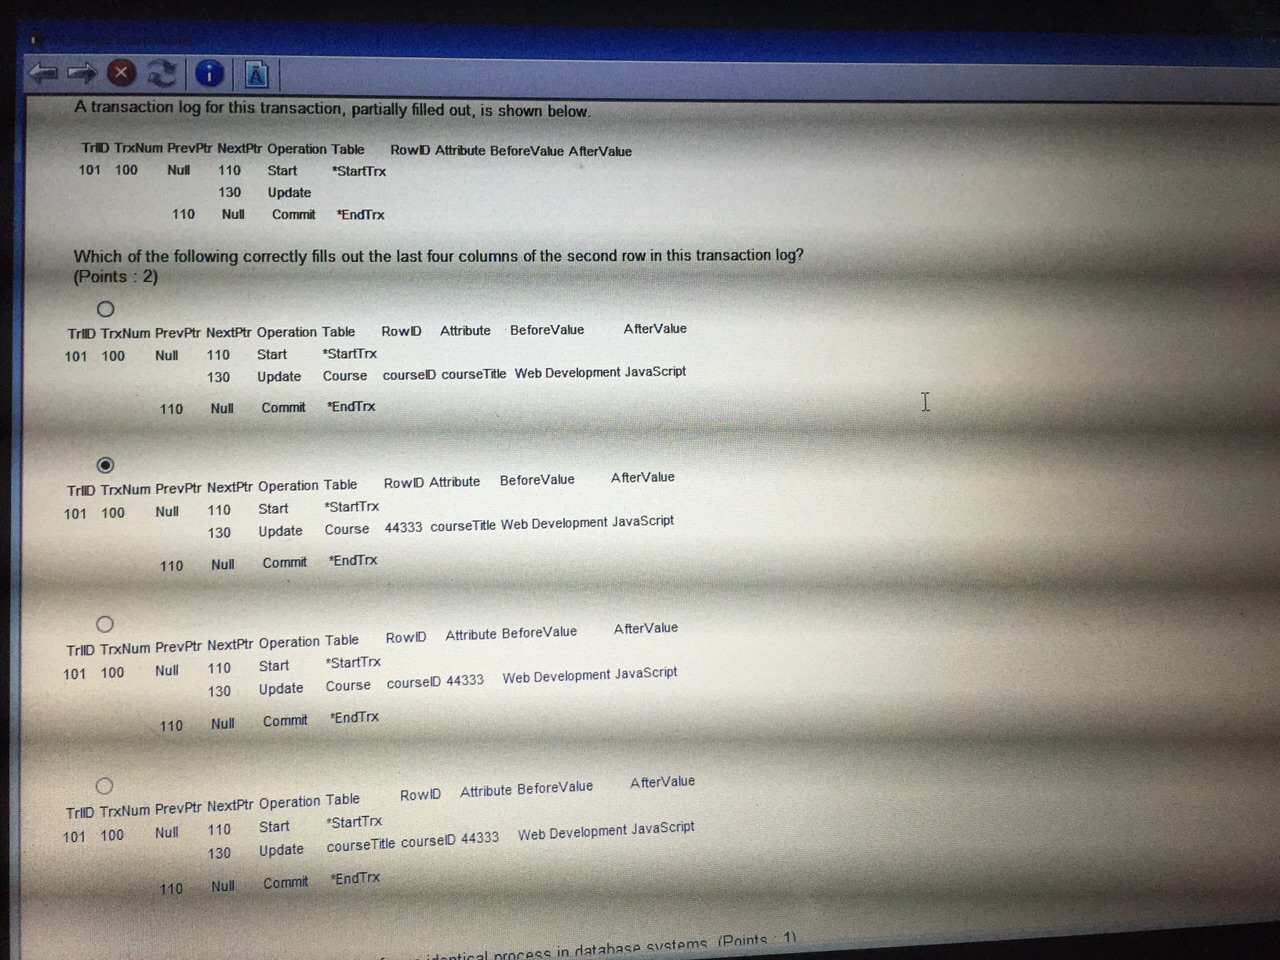 A transaction log for this transaction, partially filled out, is shown below.
TrlID TrxNum PrevPtr NextPtr Operation Table RowID Attribute BeforeValue AfterValue
101 100 Null 110 Start *StartTrx
130 Update
110 Null Commit *EndTrx
Which of the following correctly fills out the last four columns of the second row in this transaction log?
(Points : 2)
TrlID TrxNum PrevPtr NextPtr Operation Table RowID Attribute BeforeValue AfterValue
101 100 Null 110 Start *StartTrx
130 Update Course courseID courseTitle Web Development JavaScript
110 Null Commit *EndTrx
TrlID TrxNum PrevPtr NextPtr Operation Table RowID Attribute BeforeValue AfterValue
101 100 Null 110 Start *StartTrx
130 Update Course 44333 courseTitle Web Development JavaScript
110 Null Commit *EndTrx
TrlID TrxNum PrevPtr NextPtr Operation Table RowID Attribute BeforeValue AfterValue
101 100 Null 110 Start *StartTrx
130 Update Course courseID 44333 Web Development JavaScript
110 Null Commit *EndTrx
TrlID TrxNum PrevPtr NextPtr Operation Table RowID Attribute BeforeValue AfterValue
101 100 Null 110 Start *StartTrx
130 Update courseTitle courseID 44333 Web Development JavaScript
110 Null Commit *EndTrx
identical process in database systems. (Points : 1)